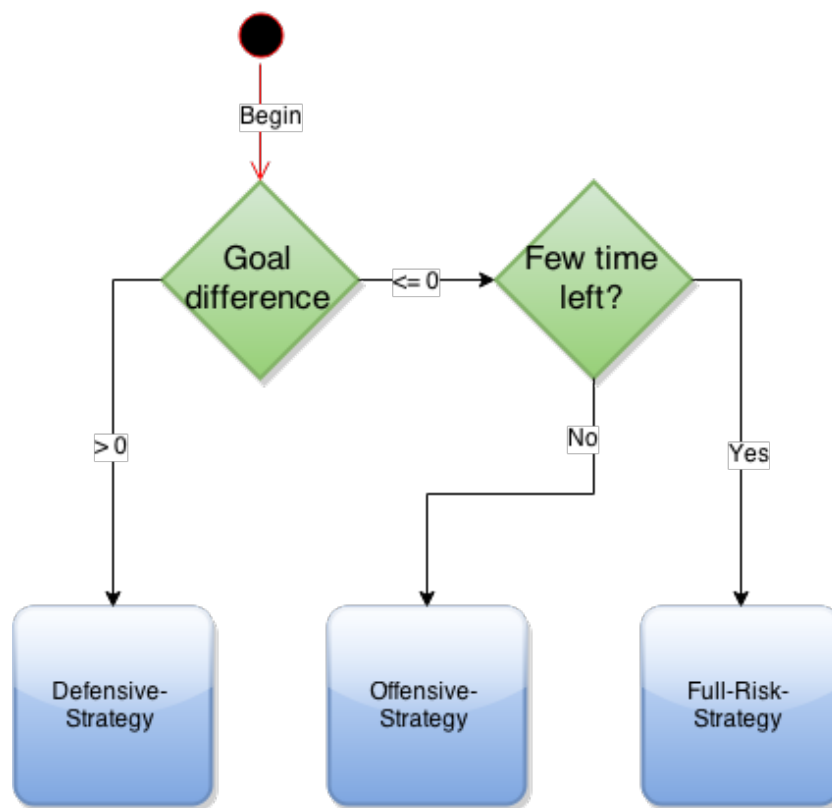 Begin
Goal
difference
<= 0
Few time
left?
> 0
No
Yes
Defensive-
Strategy
Offensive-
Strategy
Full-Risk-
Strategy